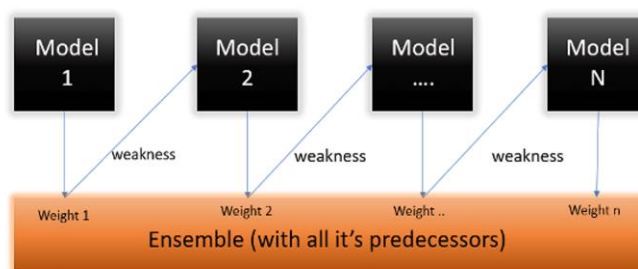 Model
1
Model
2
Model
....
Model
N
weakness
weakness
weakness
Weight 1
Weight 2
Weight ..
Weight n
Ensemble (with all it's predecessors)